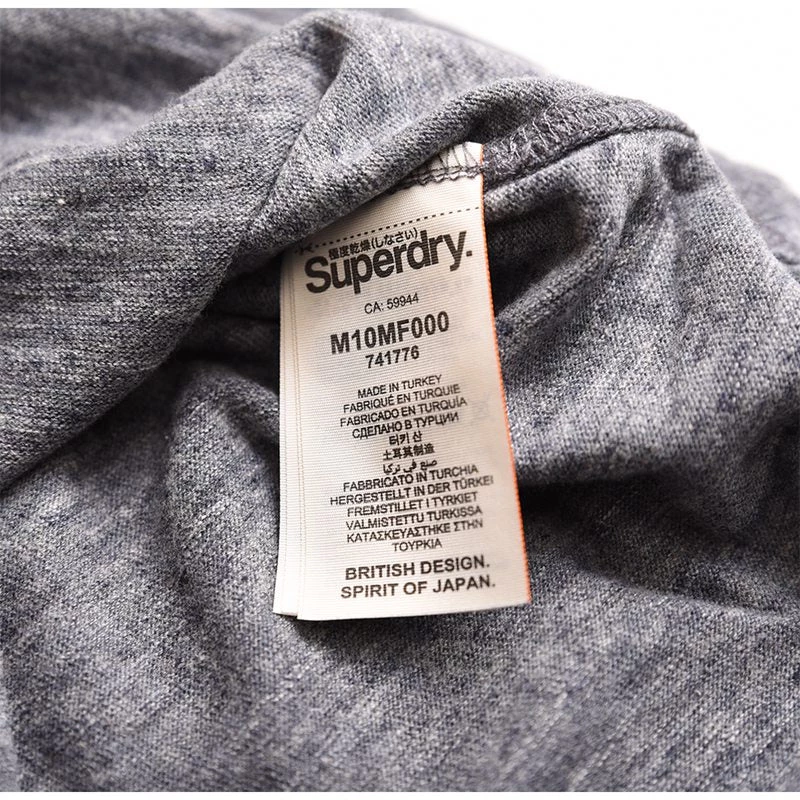 極度乾燥(しなさい)
Superdry.
CA: 59944
M10MF000
741776
MADE IN TURKEY
FABRIQUÉ EN TURQUIE
FABRICADO EN TURQUÍA
СДЕЛАНО В ТУРЦИИ
터키 산
土耳其制造
صنع في تركيا
FABBRICATO IN TURCHIA
HERGESTELLT IN DER TÜRKEI
FREMSTILLET I TYRKIET
VALMISTETTU TURKISSA
ΚΑΤΑΣΚΕΥΑΣΤΗΚΕ ΣΤΗΝ
ΤΟΥΡΚΙΑ
BRITISH DESIGN.
SPIRIT OF JAPAN.